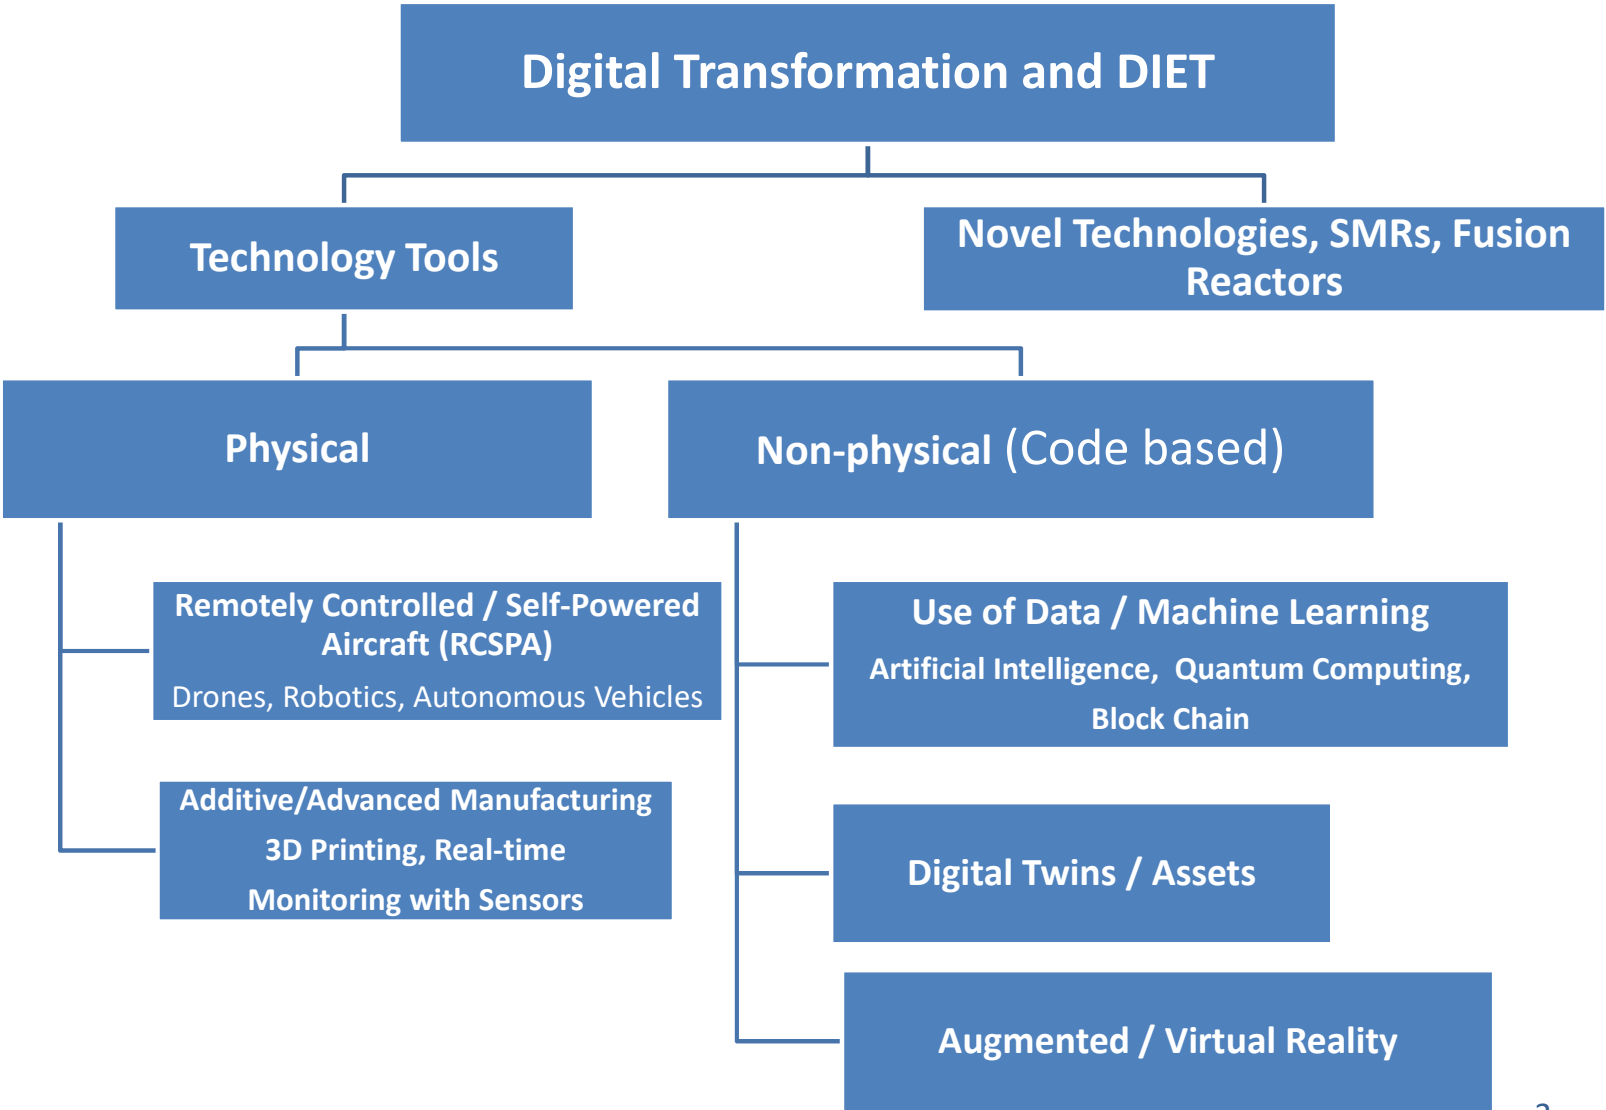 Digital Transformation and DIET
Technology Tools
Novel Technologies, SMRs, Fusion
Reactors
Physical
Non-physical (Code based)
Remotely Controlled / Self-Powered
Aircraft (RCSPA)
Drones, Robotics, Autonomous Vehicles
Use of Data / Machine Learning
Artificial Intelligence,  Quantum Computing,
Block Chain
Additive/Advanced Manufacturing
3D Printing, Real-time
Monitoring with Sensors
Digital Twins / Assets
Augmented / Virtual Reality